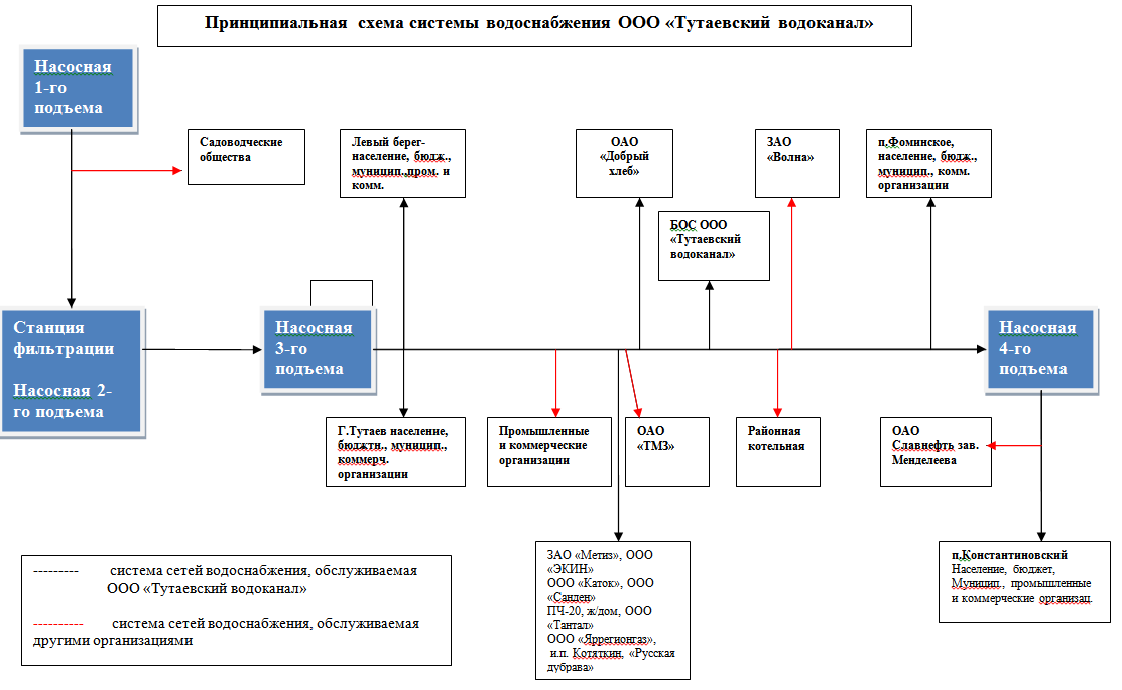 Принципиальная схема системы водоснабжения ООО «Тутаевский водоканал»
Насосная
1-го
подъема
Садоводческие
общества
Левый берег-
население, бюдж.,
муницип.,пром. и
комм.
ОАО
«Добрый
хлеб»
ЗАО
«Волна»
п,Фоминское,
население, бюдж.,
муницип., комм.
организации
БОС ООО
«Тутаевский
водоканал»
Станция
фильтрации
Насосная 2-
го подъема
Насосная
3-го
подъема
Насосная
4-го
подъема
Г.Тутаев население,
бюджтн., муницип.,
коммерч.
организации
Промышленные
и коммерческие
организации
ОАО
«ТМЗ»
Районная
котельная
ОАО
Славнефть зав.
Менделеева
ЗАО «Метиз», ООО
«ЭКИН»
ООО «Каток», ООО
«Санден»
ПЧ-20, ж/дом, ООО
«Тантал»
ООО «Яррегионгаз»,
и.п. Котяткин, «Русская
дубрава»
п,Константиновский
Население, бюджет,
Муницип., промышленные
и коммерческие организац.
--------- система сетей водоснабжения, обслуживаемая
ООО «Тутаевский водоканал»
---------- система сетей водоснабжения, обслуживаемая
другими организациями